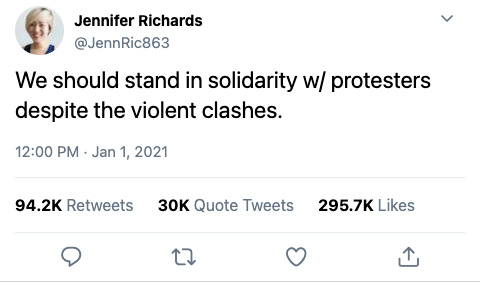 Jennifer Richards
@JennRic863
We should stand in solidarity w/ protesters
despite the violent clashes.
12:00 PM · Jan 1, 2021
94.2K Retweets 30K Quote Tweets 295.7K Likes